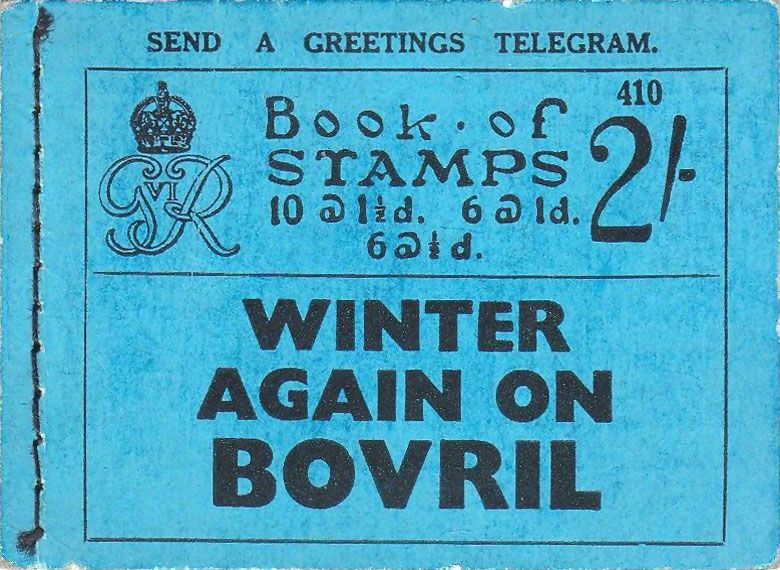 SEND A GREETINGS TELEGRAM.
410
GVIR
Book · of
STAMPS 2/-
10 @ 1½d. 6 @ 1d.
6 @ ½d.
WINTER
AGAIN ON
BOVRIL